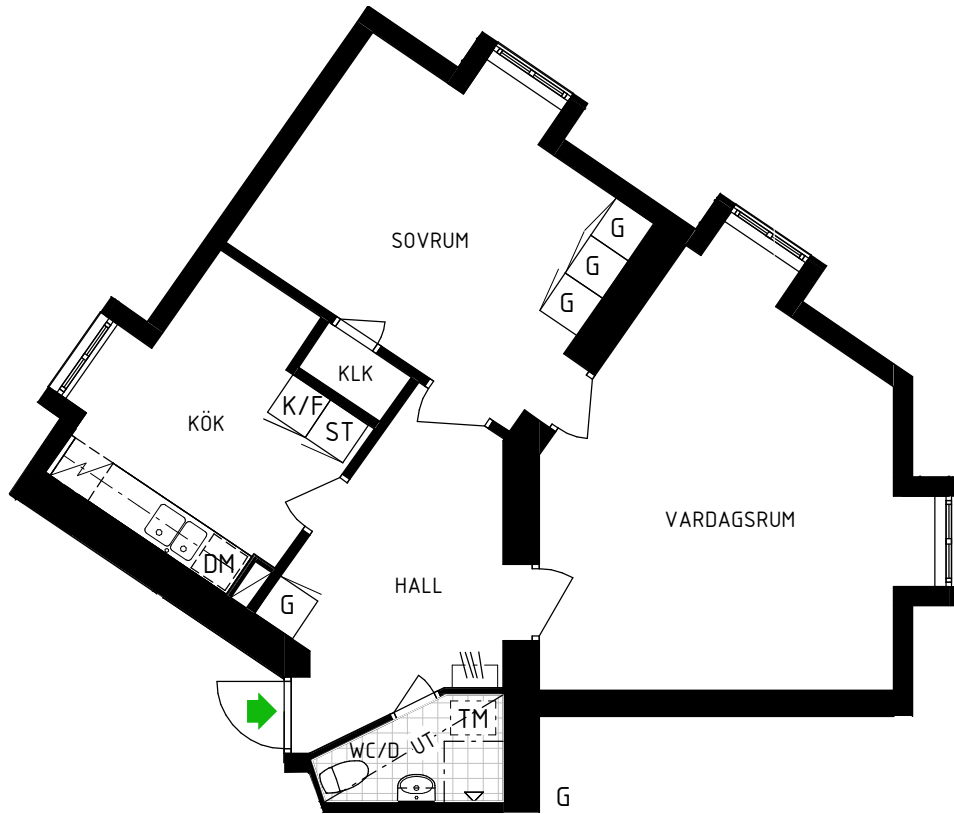 G
SOVRUM
G
G
KLK
K/F
KÖK
ST
VARDAGSRUM
DM
HALL
G
TM
WC/D
UT
G